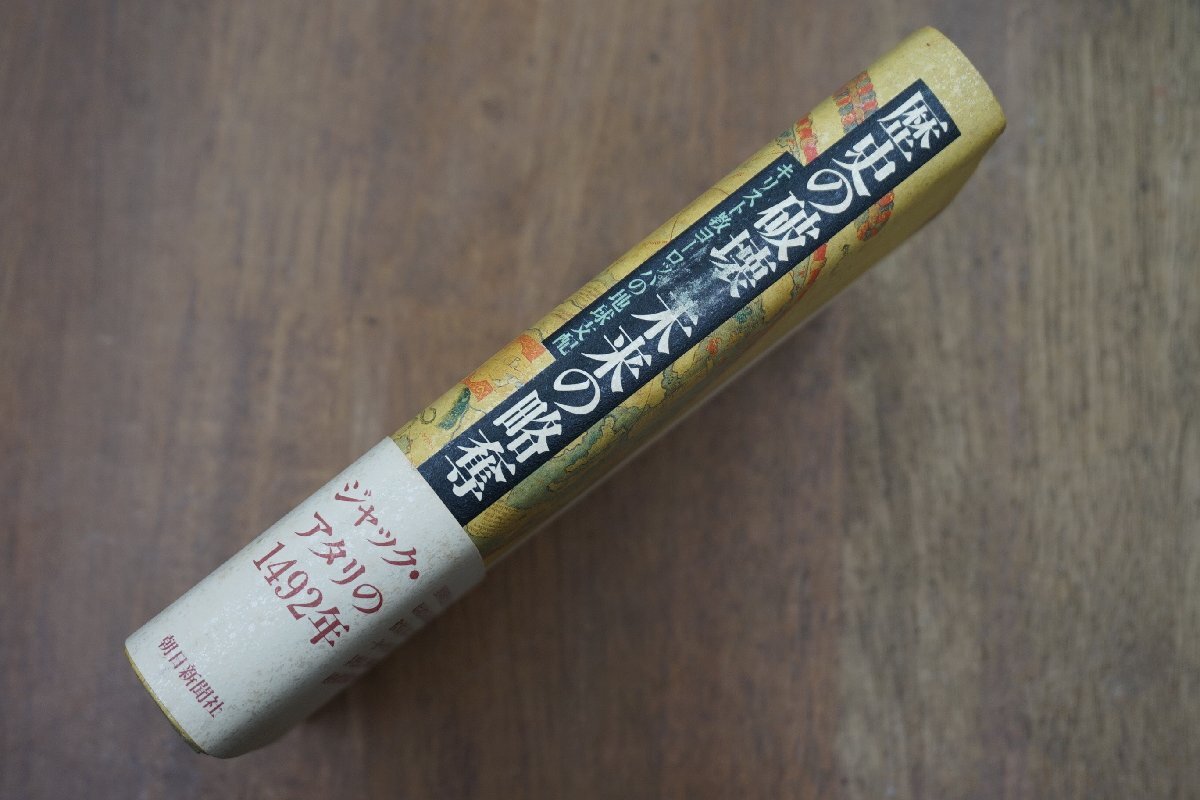 歴史の破壊 未来の略奪
キリスト教ヨーロッパの地球支配
ジャック・
アタリの
1492年
朝日新聞社